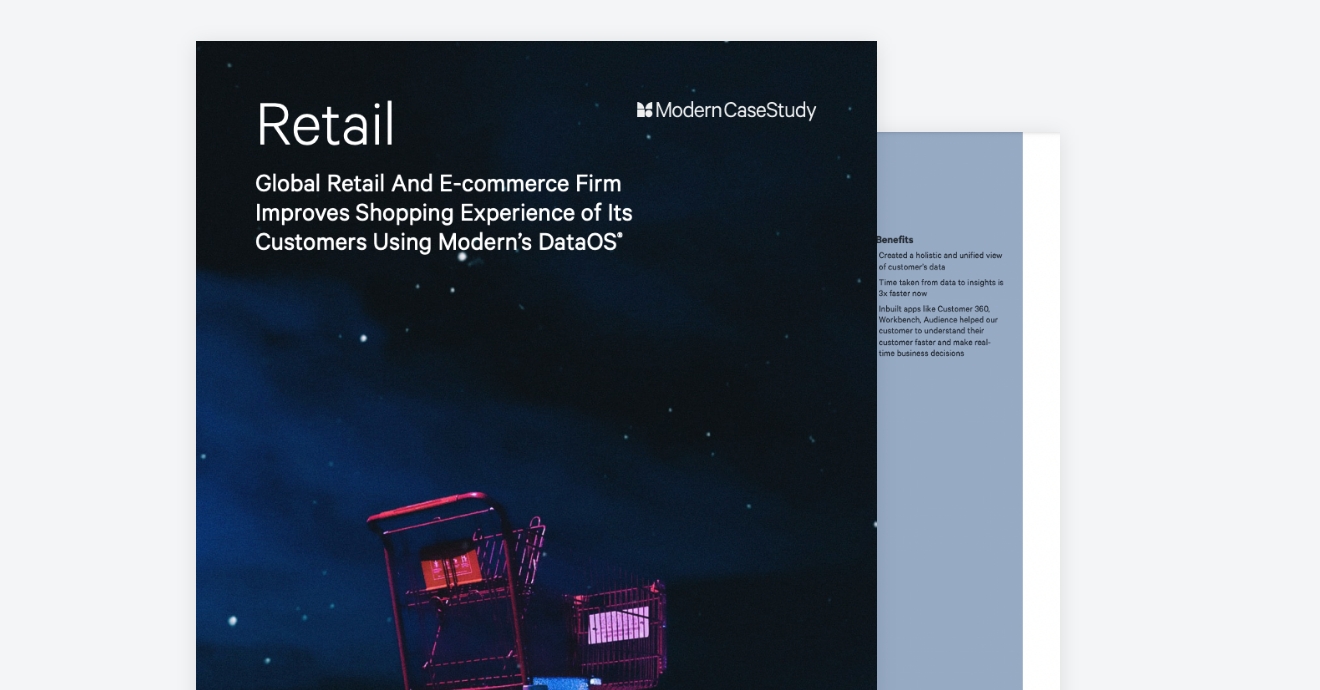 Retail
ModernCaseStudy
Global Retail And E-commerce Firm
Improves Shopping Experience of Its
Customers Using Modern's DataOS®
Benefits
Created a holistic and unified view
of customer's data
Time taken from data to insights is
3x faster now
Inbuilt apps like Customer 360,
Workbench, Audience helped our
customer to understand their
customer faster and make real-
time business decisions